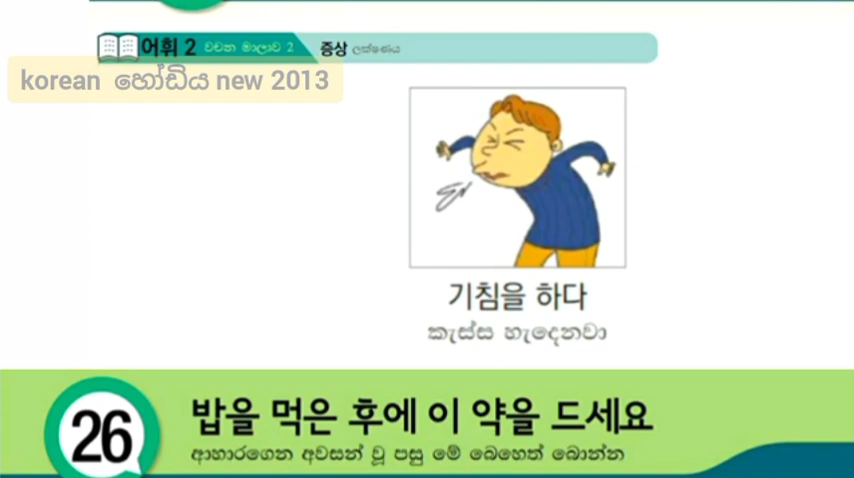 어휘 2 වචන මාලාව 2 증상 ලක්ෂණය
korean හෝඩිය new 2013
기침을 하다
කැස්ස හැදෙනවා
26 밥을 먹은 후에 이 약을 드세요
ආහාරගෙන අවසන් වූ පසු මේ බෙහෙත් බොන්න